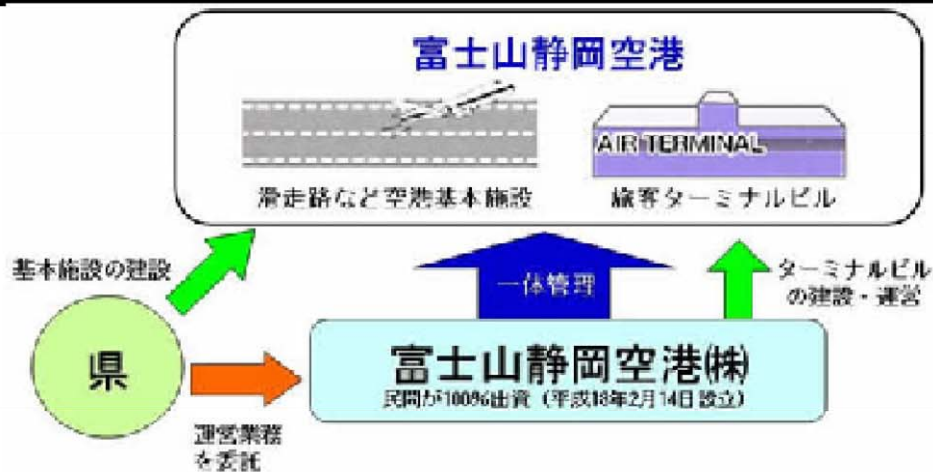 富士山静岡空港
AIR TERMINAL
滑走路など空港基本施設
旅客ターミナルビル
基本施設の建設
一体管理
ターミナルビル
の建設・運営
県
富士山静岡空港㈱
民間が100%出資（平成18年2月14日設立）
運営業務
を委託